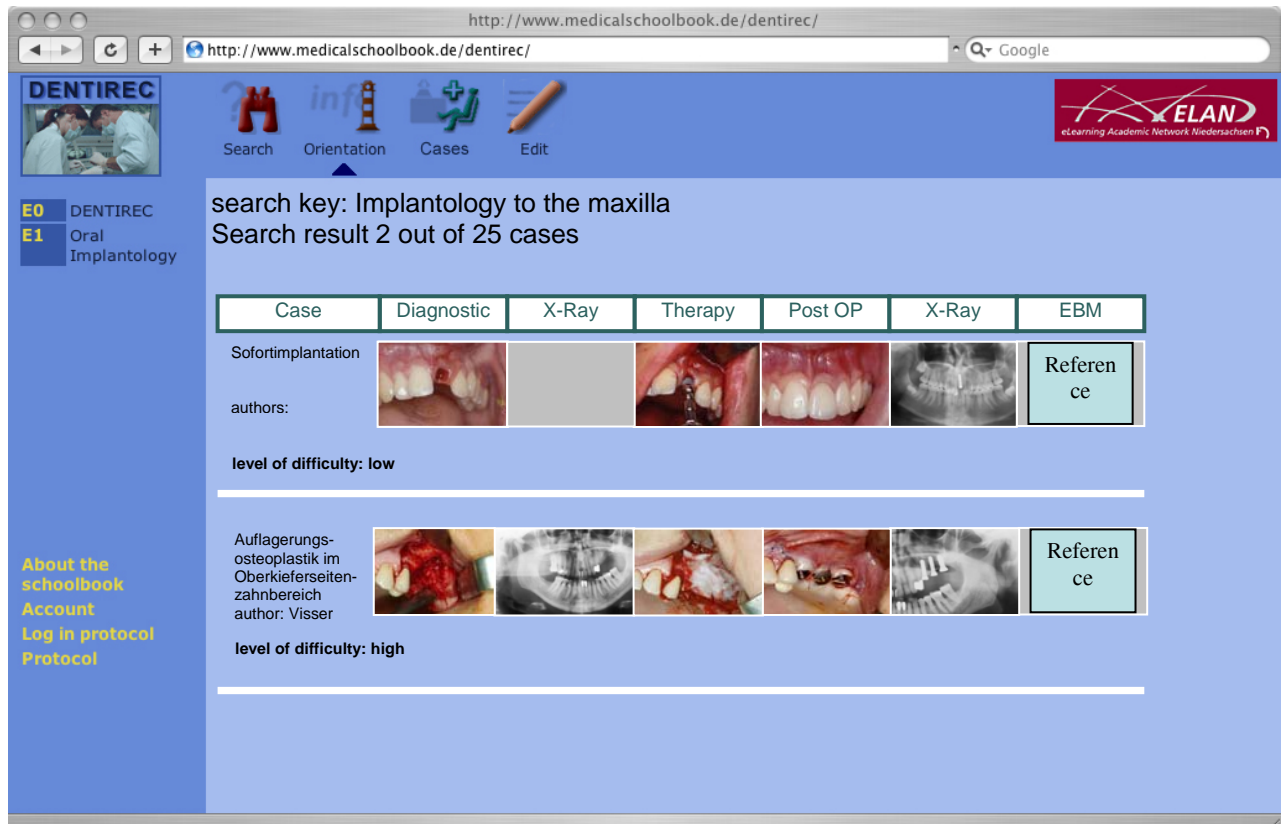 http://www.medicalschoolbook.de/dentirec/
http://www.medicalschoolbook.de/dentirec/
Google
DENTIREC
info
Search
Orientation
Cases
Edit
ELAN
eLearning Academic Network Niedersachsen
E0 DENTIREC
E1 Oral
Implantology
About the
schoolbook
Account
Log in protocol
Protocol
search key: Implantology to the maxilla
Search result 2 out of 25 cases
Case Diagnostic X-Ray Therapy Post OP X-Ray EBM
Sofortimplantation
authors:
Referen
ce
level of difficulty: low
Auflagerungs-
osteoplastik im
Oberkieferseiten-
zahnbereich
author: Visser
Referen
ce
level of difficulty: high